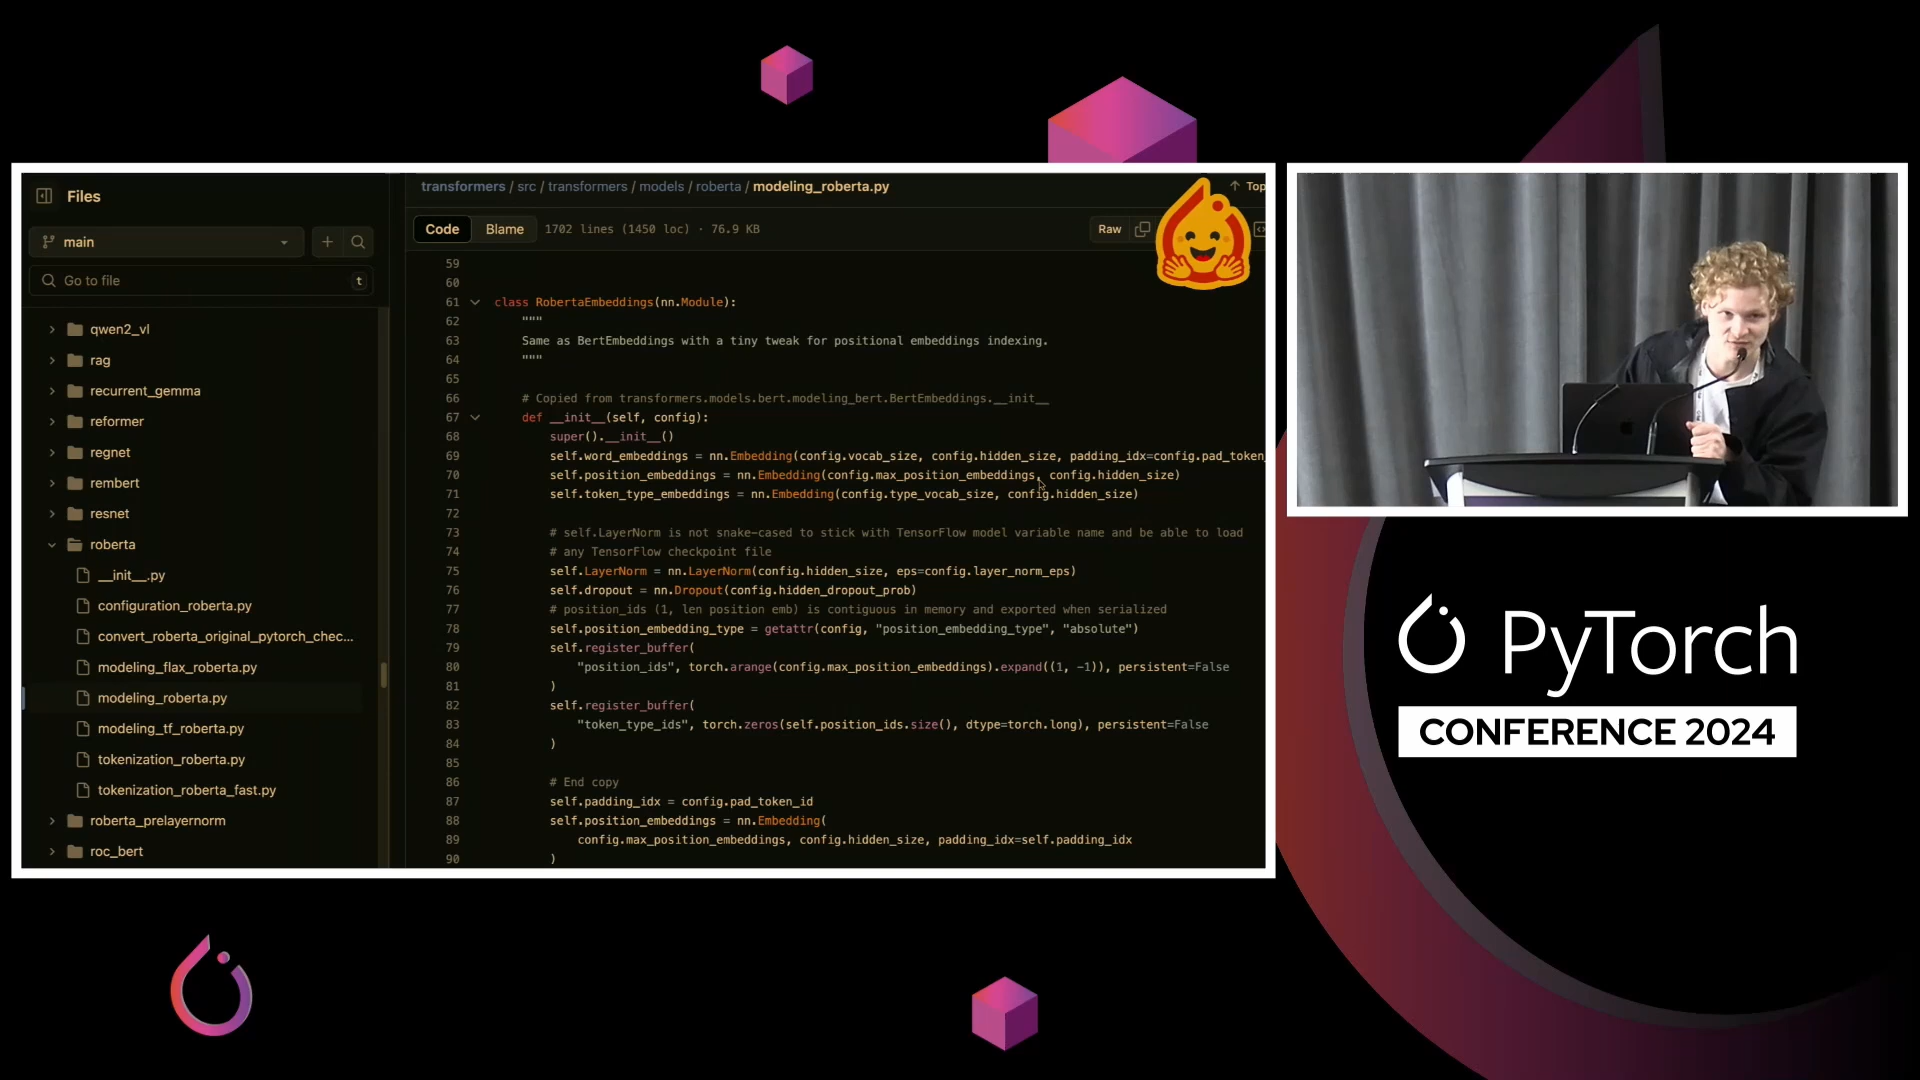 Files
main
Go to file
t
qwen2_vl
rag
recurrent_gemma
reformer
regnet
rembert
resnet
roberta
__init__.py
configuration_roberta.py
convert_roberta_original_pytorch_chec...
modeling_flax_roberta.py
modeling_roberta.py
modeling_tf_roberta.py
tokenization_roberta.py
tokenization_roberta_fast.py
roberta_prelayernorm
roc_bert
transformers / src / transformers / models / roberta / modeling_roberta.py
Top
Code Blame 1702 lines (1450 loc) · 76.9 KB Raw
59
60
61 class RobertaEmbeddings(nn.Module):
62 """
63 Same as BertEmbeddings with a tiny tweak for positional embeddings indexing.
64 """
65
66 # Copied from transformers.models.bert.modeling_bert.BertEmbeddings.__init__
67 def __init__(self, config):
68 super().__init__()
69 self.word_embeddings = nn.Embedding(config.vocab_size, config.hidden_size, padding_idx=config.pad_token_
70 self.position_embeddings = nn.Embedding(config.max_position_embeddings, config.hidden_size)
71 self.token_type_embeddings = nn.Embedding(config.type_vocab_size, config.hidden_size)
72
73 # self.LayerNorm is not snake-cased to stick with TensorFlow model variable name and be able to load
74 # any TensorFlow checkpoint file
75 self.LayerNorm = nn.LayerNorm(config.hidden_size, eps=config.layer_norm_eps)
76 self.dropout = nn.Dropout(config.hidden_dropout_prob)
77 # position_ids (1, len position emb) is contiguous in memory and exported when serialized
78 self.position_embedding_type = getattr(config, "position_embedding_type", "absolute")
79 self.register_buffer(
80 "position_ids", torch.arange(config.max_position_embeddings).expand((1, -1)), persistent=False
81 )
82 self.register_buffer(
83 "token_type_ids", torch.zeros(self.position_ids.size(), dtype=torch.long), persistent=False
84 )
85
86 # End copy
87 self.padding_idx = config.pad_token_id
88 self.position_embeddings = nn.Embedding(
89 config.max_position_embeddings, config.hidden_size, padding_idx=self.padding_idx
90 )
PyTorch
CONFERENCE 2024